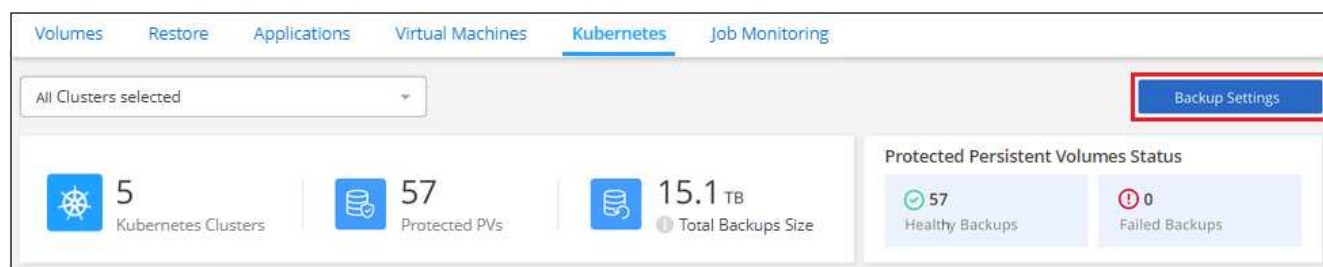 Volumes Restore Applications Virtual Machines Kubernetes Job Monitoring
All Clusters selected
Backup Settings
5
Kubernetes Clusters
57
Protected PVs
15.1 TB
Total Backups Size
Protected Persistent Volumes Status
57
Healthy Backups
0
Failed Backups